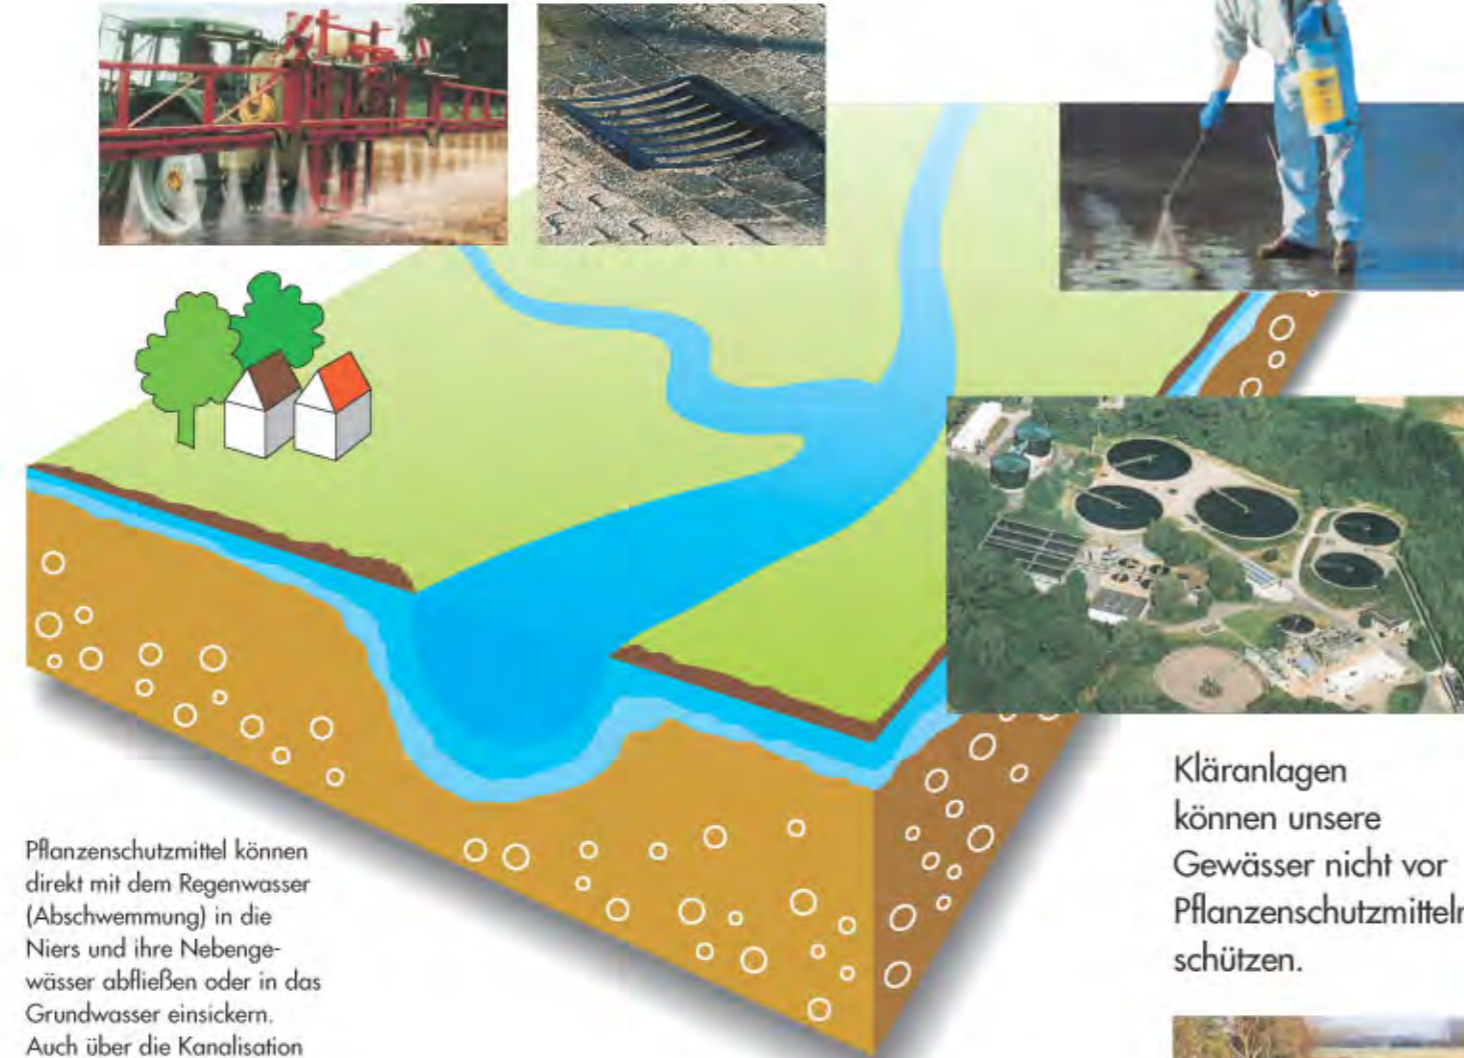 Pflanzenschutzmittel können
direkt mit dem Regenwasser
(Abschwemmung) in die
Niers und ihre Nebenge-
wässer abfließen oder in das
Grundwasser einsickern.
Auch über die Kanalisation
Kläranlagen
können unsere
Gewässer nicht vor
Pflanzenschutzmitteln
schützen.